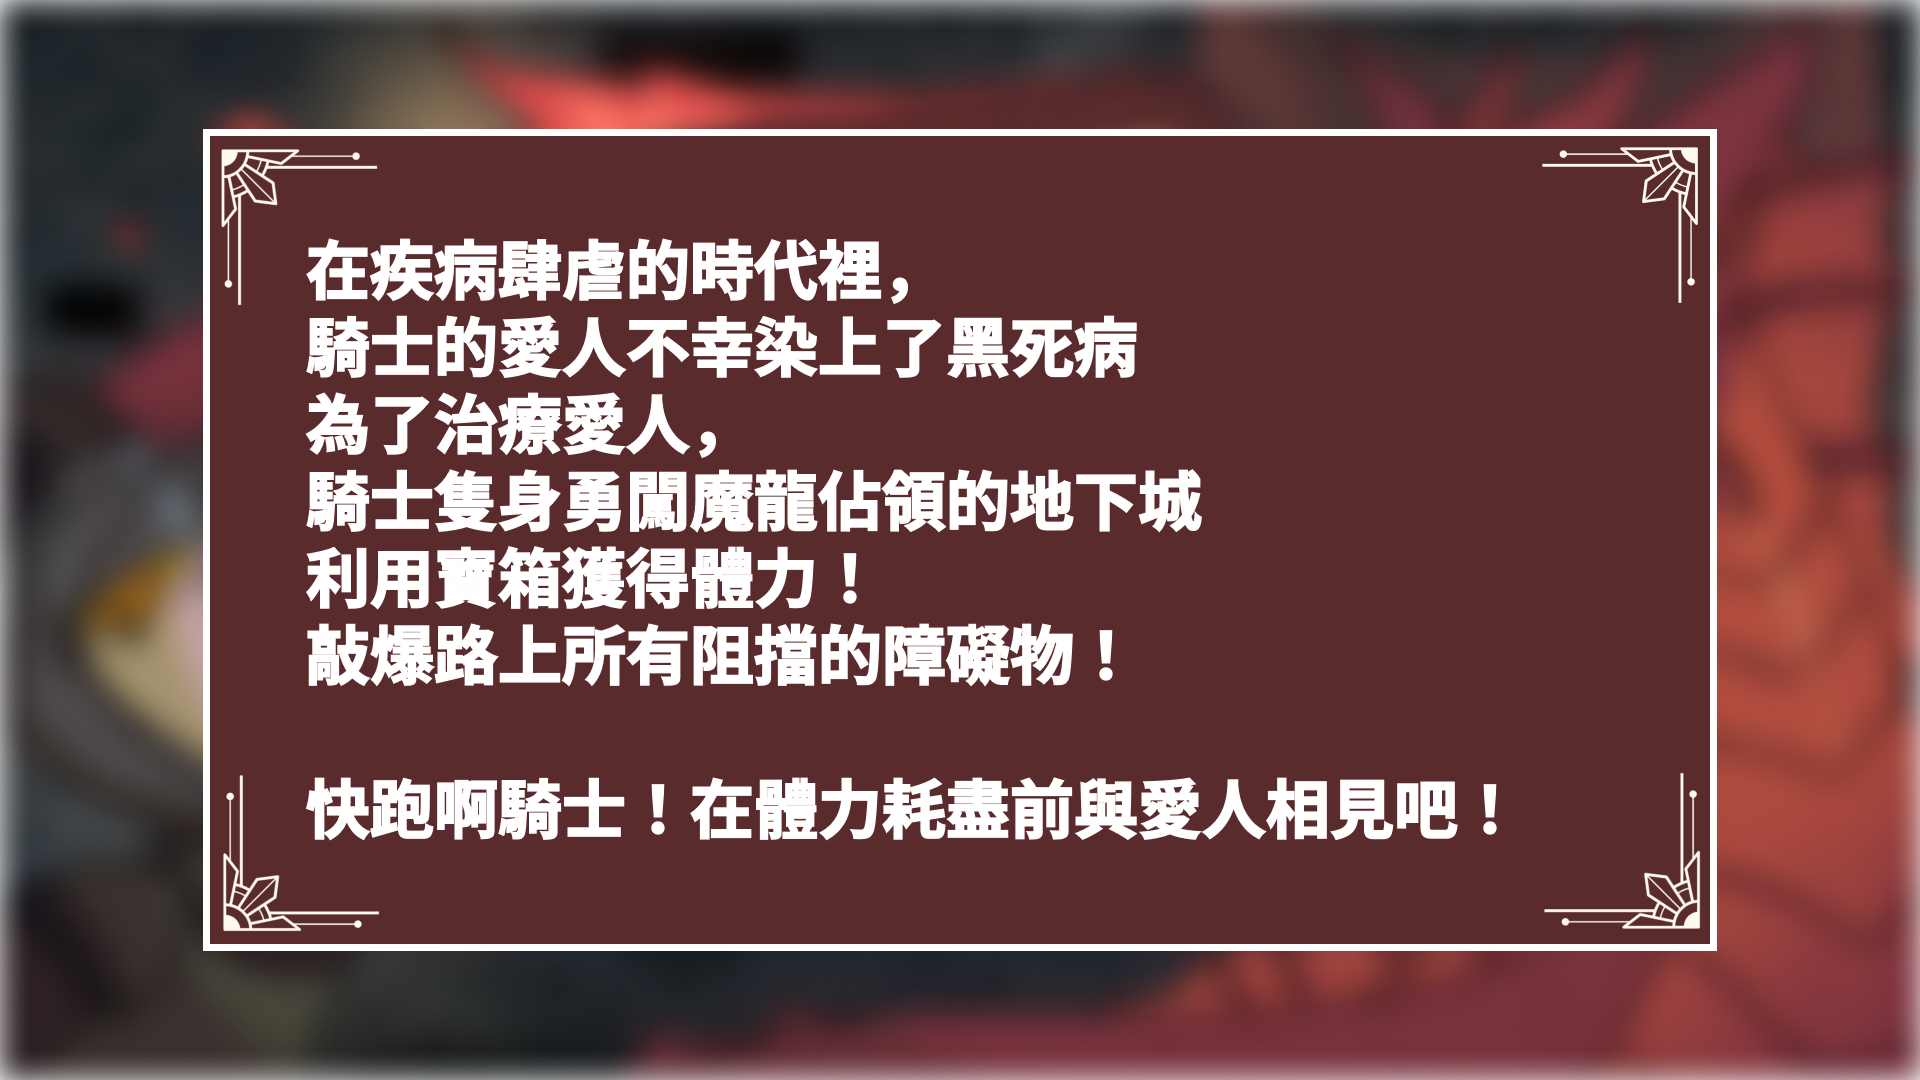 在疾病肆虐的時代裡，
騎士的愛人不幸染上了黑死病
為了治療愛人，
騎士隻身勇闖魔龍佔領的地下城
利用寶箱獲得體力！
敲爆路上所有阻擋的障礙物！
快跑啊騎士！在體力耗盡前與愛人相見吧！